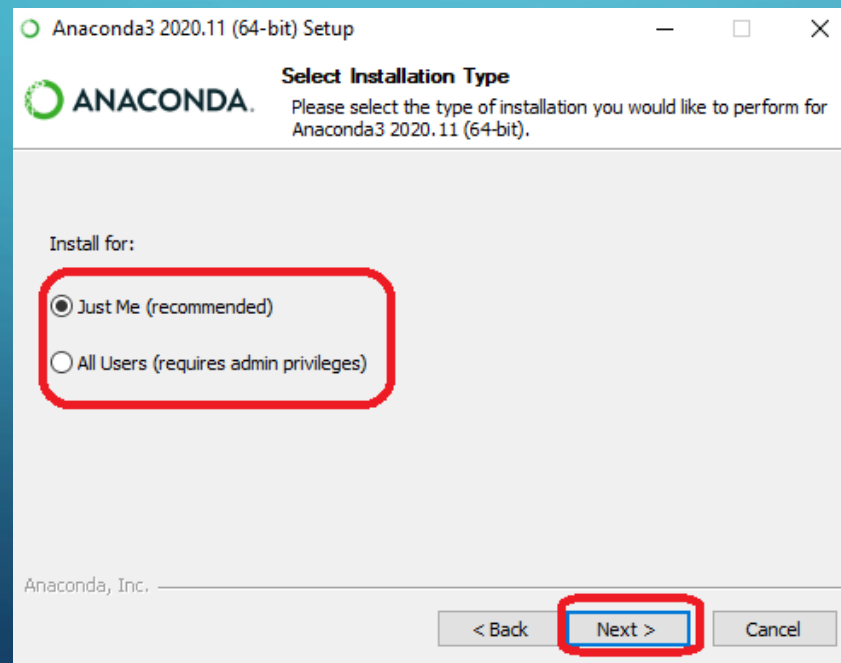 Anaconda3 2020.11 (64-bit) Setup
ANACONDA.
Select Installation Type
Please select the type of installation you would like to perform for
Anaconda3 2020.11 (64-bit).
Install for:
Just Me (recommended)
All Users (requires admin privileges)
Anaconda, Inc.
< Back
Next >
Cancel